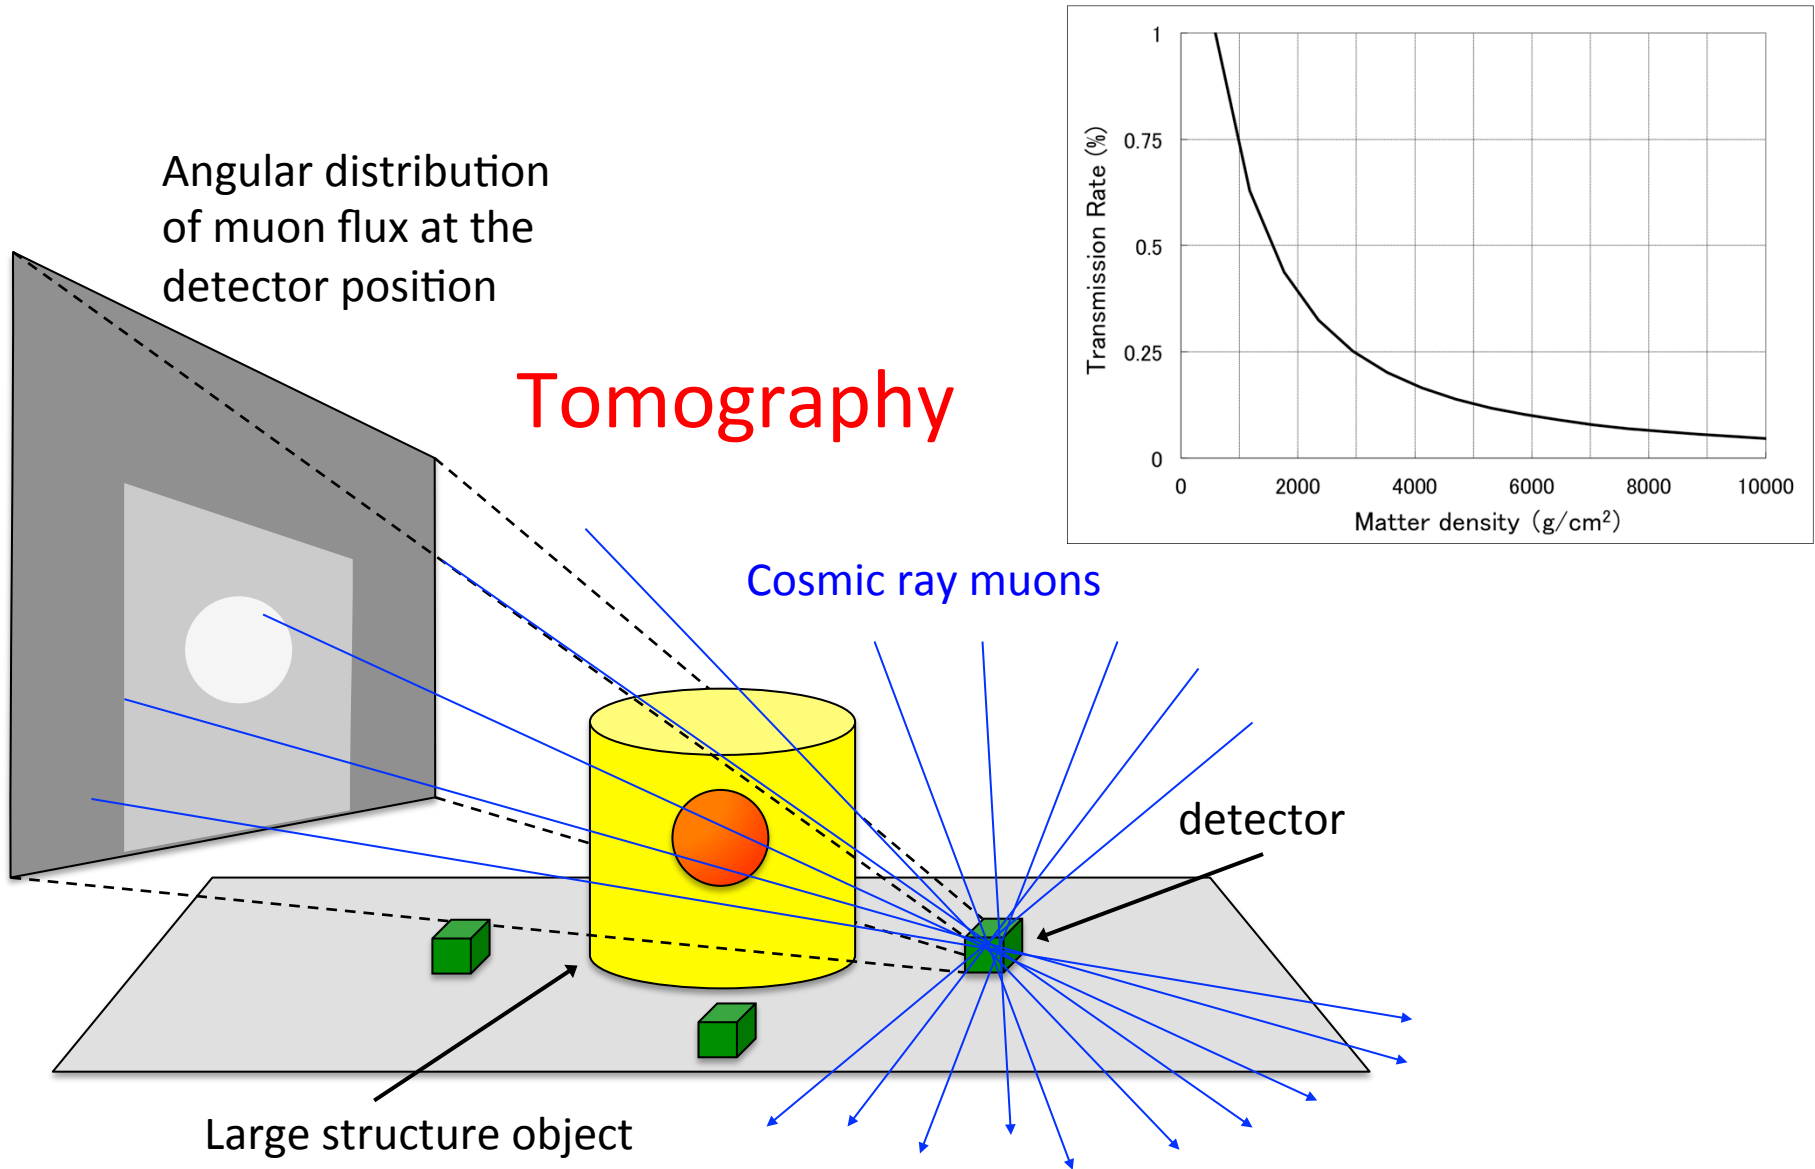 Angular distribution
of muon flux at the
detector position
Tomography
Cosmic ray muons
detector
Large structure object
Transmission Rate (%)
1
0.75
0.5
0.25
0
0 2000 4000 6000 8000 10000
Matter density (g/cm²)